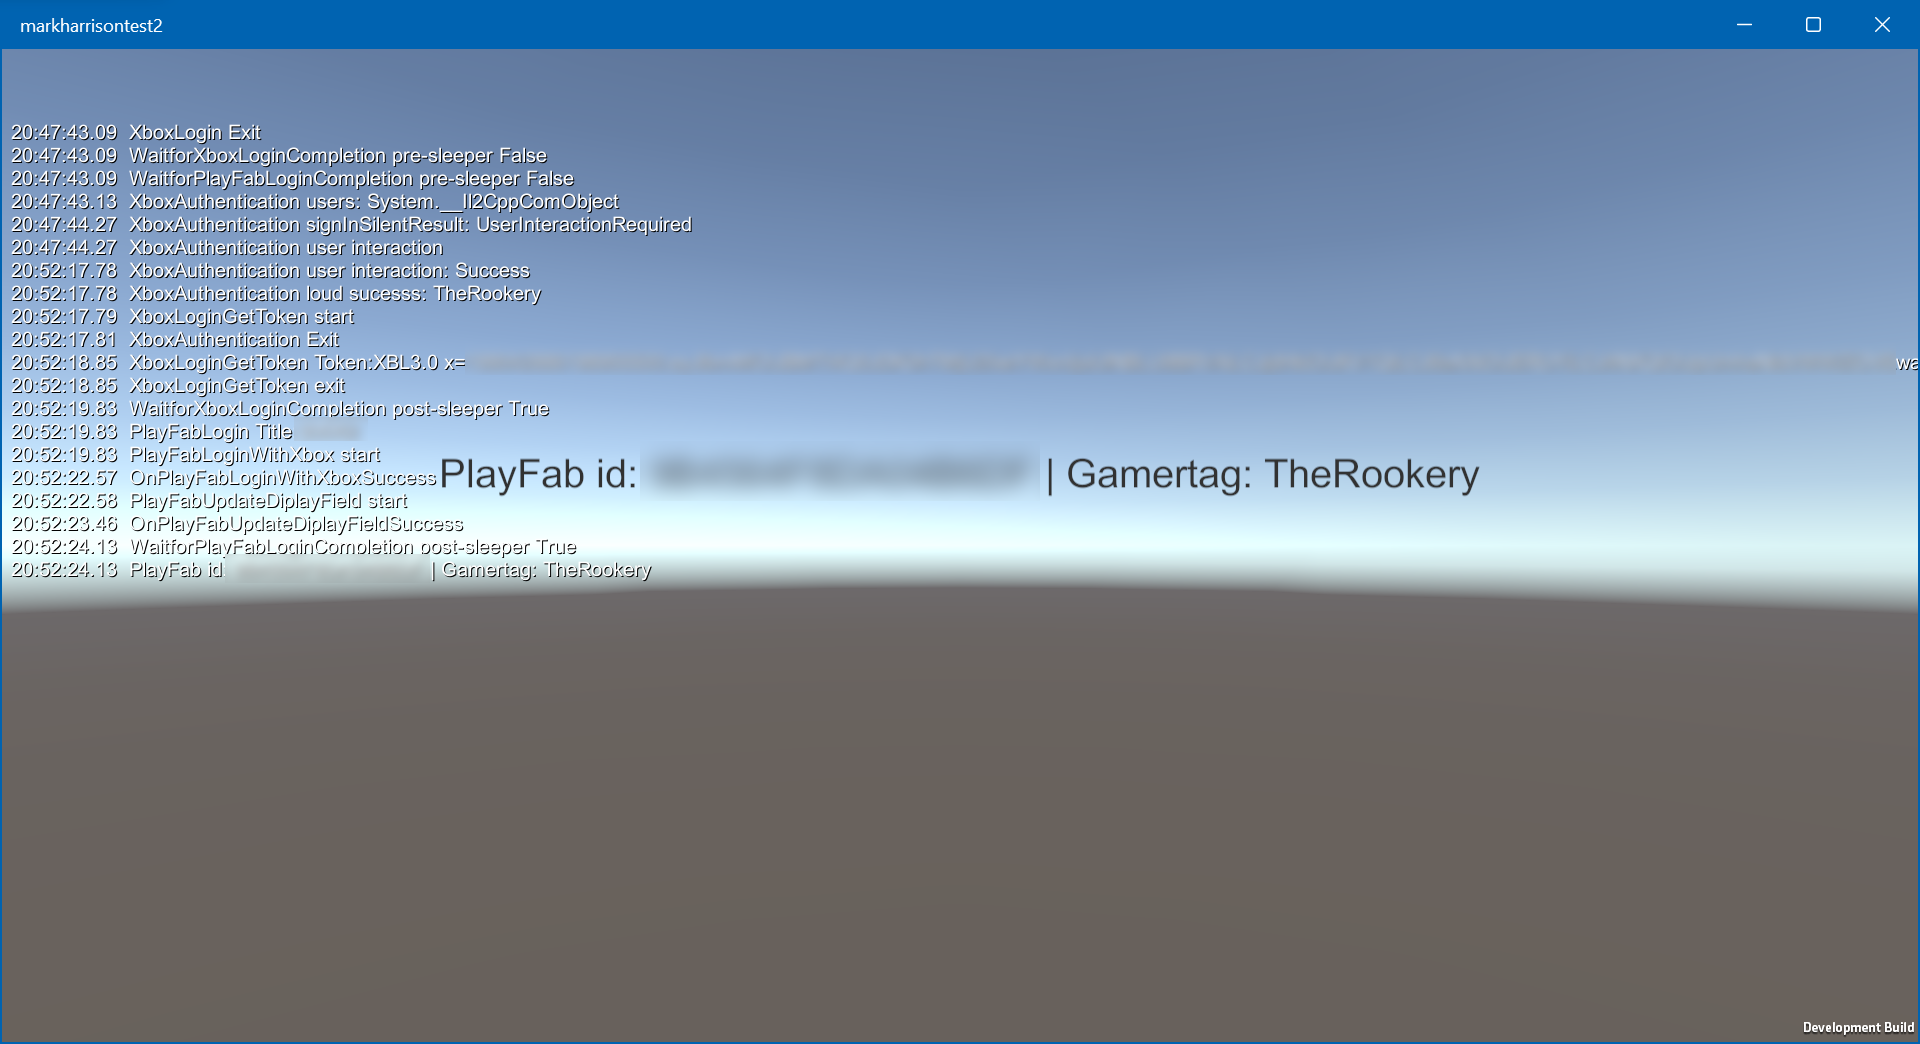 markharrisontest2
20:47:43.09 XboxLogin Exit
20:47:43.09 WaitforXboxLoginCompletion pre-sleeper False
20:47:43.09 WaitforPlayFabLoginCompletion pre-sleeper False
20:47:43.13 XboxAuthentication users: System.__Il2CppComObject
20:47:44.27 XboxAuthentication signInSilentResult: UserInteractionRequired
20:47:44.27 XboxAuthentication user interaction
20:52:17.78 XboxAuthentication user interaction: Success
20:52:17.78 XboxAuthentication loud sucesss: TheRookery
20:52:17.79 XboxLoginGetToken start
20:52:17.81 XboxAuthentication Exit
20:52:18.85 XboxLoginGetToken Token:XBL3.0 x= wa
20:52:18.85 XboxLoginGetToken exit
20:52:19.83 WaitforXboxLoginCompletion post-sleeper True
20:52:19.83 PlayFabLogin Title
20:52:19.83 PlayFabLoginWithXbox start
20:52:22.57 OnPlayFabLoginWithXboxSuccess
PlayFab id: | Gamertag: TheRookery
20:52:22.58 PlayFabUpdateDiplayField start
20:52:23.46 OnPlayFabUpdateDiplayFieldSuccess
20:52:24.13 WaitforPlayFabLoginCompletion post-sleeper True
20:52:24.13 PlayFab id: | Gamertag: TheRookery
Development Build